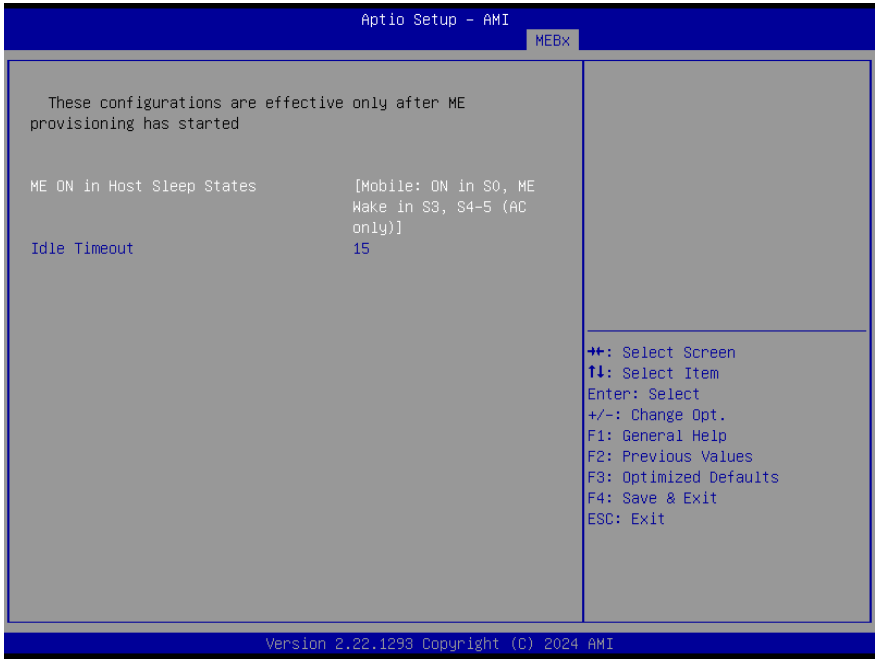 Aptio Setup – AMI
MEBx
These configurations are effective only after ME
provisioning has started
ME ON in Host Sleep States [Mobile: ON in S0, ME
Wake in S3, S4-5 (AC
only)]
Idle Timeout 15
→←: Select Screen
↑↓: Select Item
Enter: Select
+/-: Change Opt.
F1: General Help
F2: Previous Values
F3: Optimized Defaults
F4: Save & Exit
ESC: Exit
Version 2.22.1293 Copyright (C) 2024 AMI